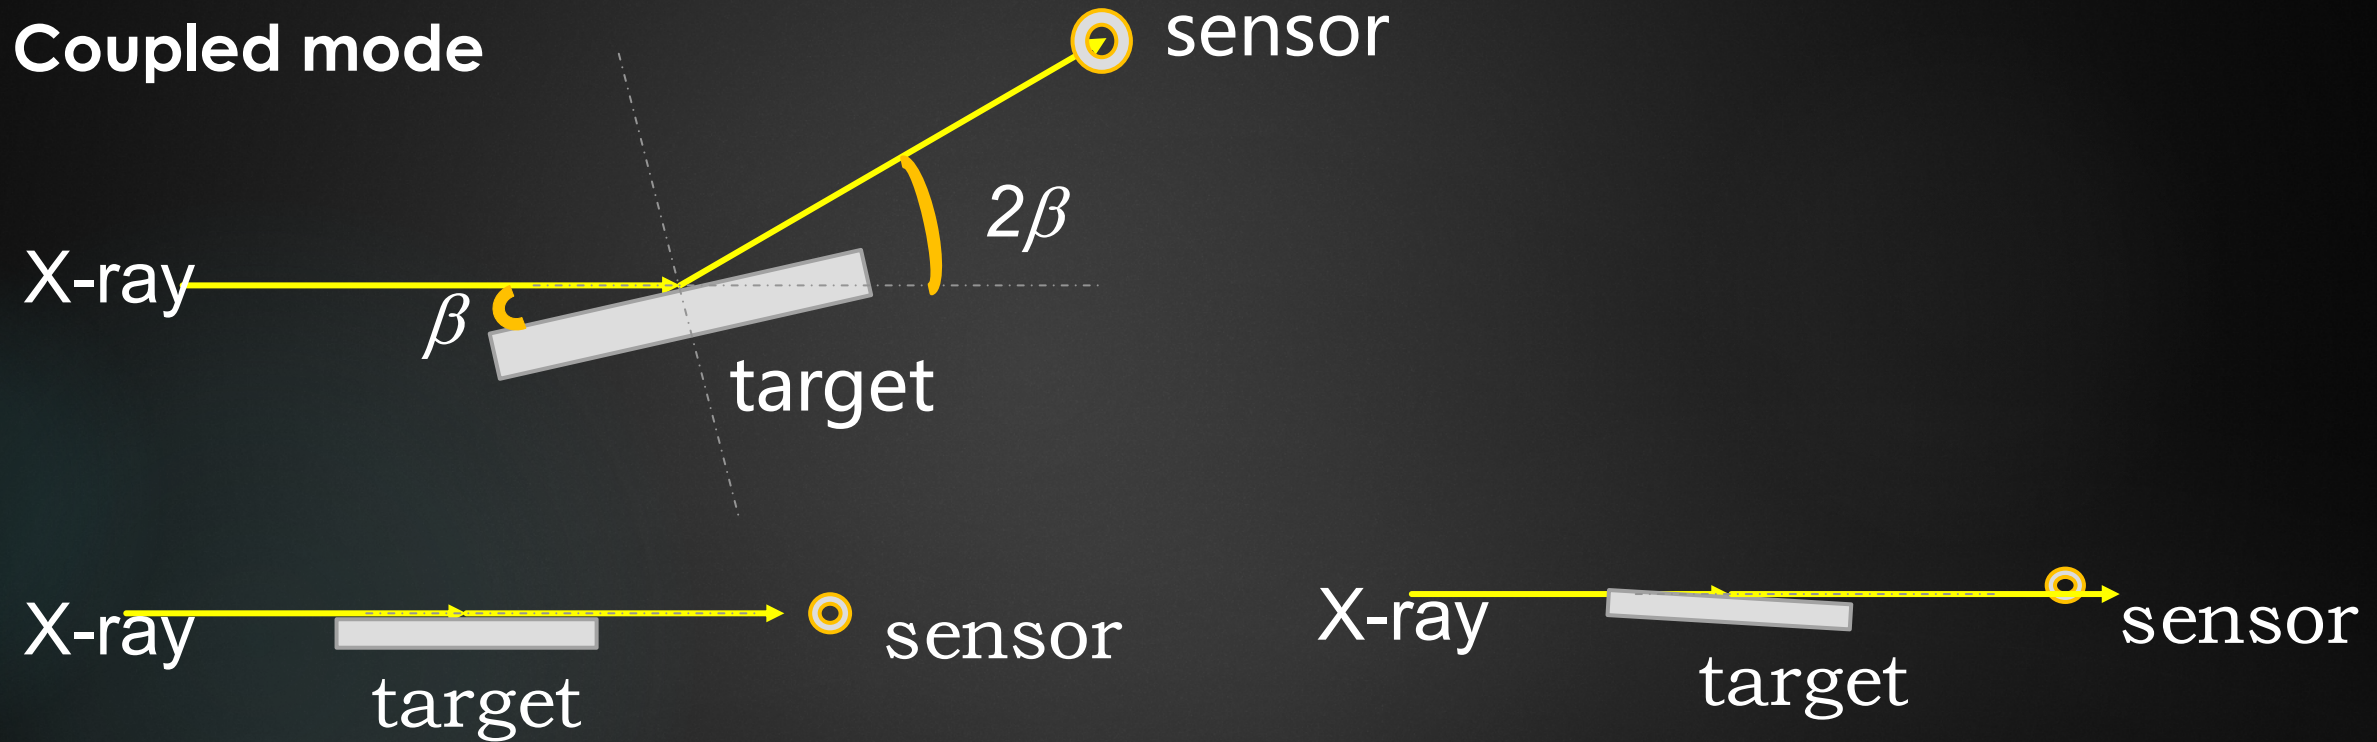 Coupled mode
sensor
2β
X-ray
β
target
X-ray
sensor
target
X-ray
sensor
target